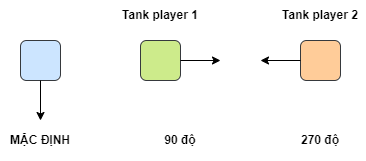 Tank player 1
Tank player 2
MẶC ĐỊNH
90 độ
270 độ